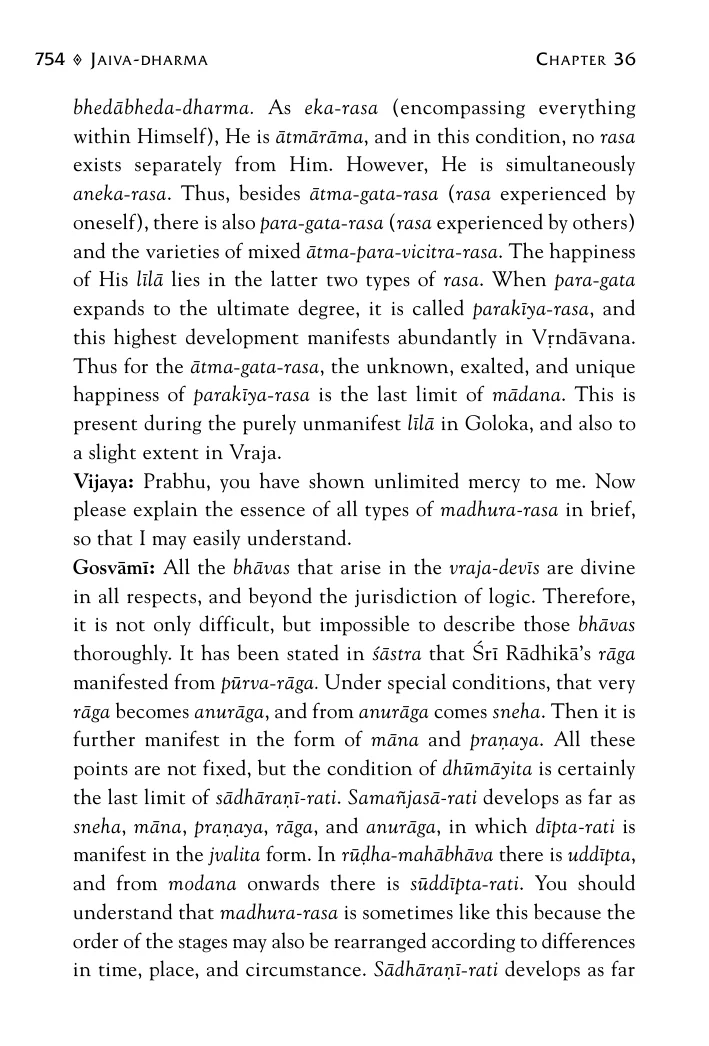 754 ◊ JAIVA-DHARMA CHAPTER 36
bhedābheda-dharma. As eka-rasa (encompassing everything
within Himself), He is ātmārāma, and in this condition, no rasa
exists separately from Him. However, He is simultaneously
aneka-rasa. Thus, besides ātma-gata-rasa (rasa experienced by
oneself), there is also para-gata-rasa (rasa experienced by others)
and the varieties of mixed ātma-para-vicitra-rasa. The happiness
of His līlā lies in the latter two types of rasa. When para-gata
expands to the ultimate degree, it is called parakīya-rasa, and
this highest development manifests abundantly in Vṛndāvana.
Thus for the ātma-gata-rasa, the unknown, exalted, and unique
happiness of parakīya-rasa is the last limit of mādana. This is
present during the purely unmanifest līlā in Goloka, and also to
a slight extent in Vraja.
Vijaya: Prabhu, you have shown unlimited mercy to me. Now
please explain the essence of all types of madhura-rasa in brief,
so that I may easily understand.
Gosvāmī: All the bhāvas that arise in the vraja-devīs are divine
in all respects, and beyond the jurisdiction of logic. Therefore,
it is not only difficult, but impossible to describe those bhāvas
thoroughly. It has been stated in śāstra that Śrī Rādhikā's rāga
manifested from pūrva-rāga. Under special conditions, that very
rāga becomes anurāga, and from anurāga comes sneha. Then it is
further manifest in the form of māna and praṇaya. All these
points are not fixed, but the condition of dhūmāyita is certainly
the last limit of sādhāraṇī-rati. Samañjasā-rati develops as far as
sneha, māna, praṇaya, rāga, and anurāga, in which dīpta-rati is
manifest in the jvalita form. In rūḍha-mahābhāva there is uddīpta,
and from modana onwards there is sūddīpta-rati. You should
understand that madhura-rasa is sometimes like this because the
order of the stages may also be rearranged according to differences
in time, place, and circumstance. Sādhāraṇī-rati develops as far